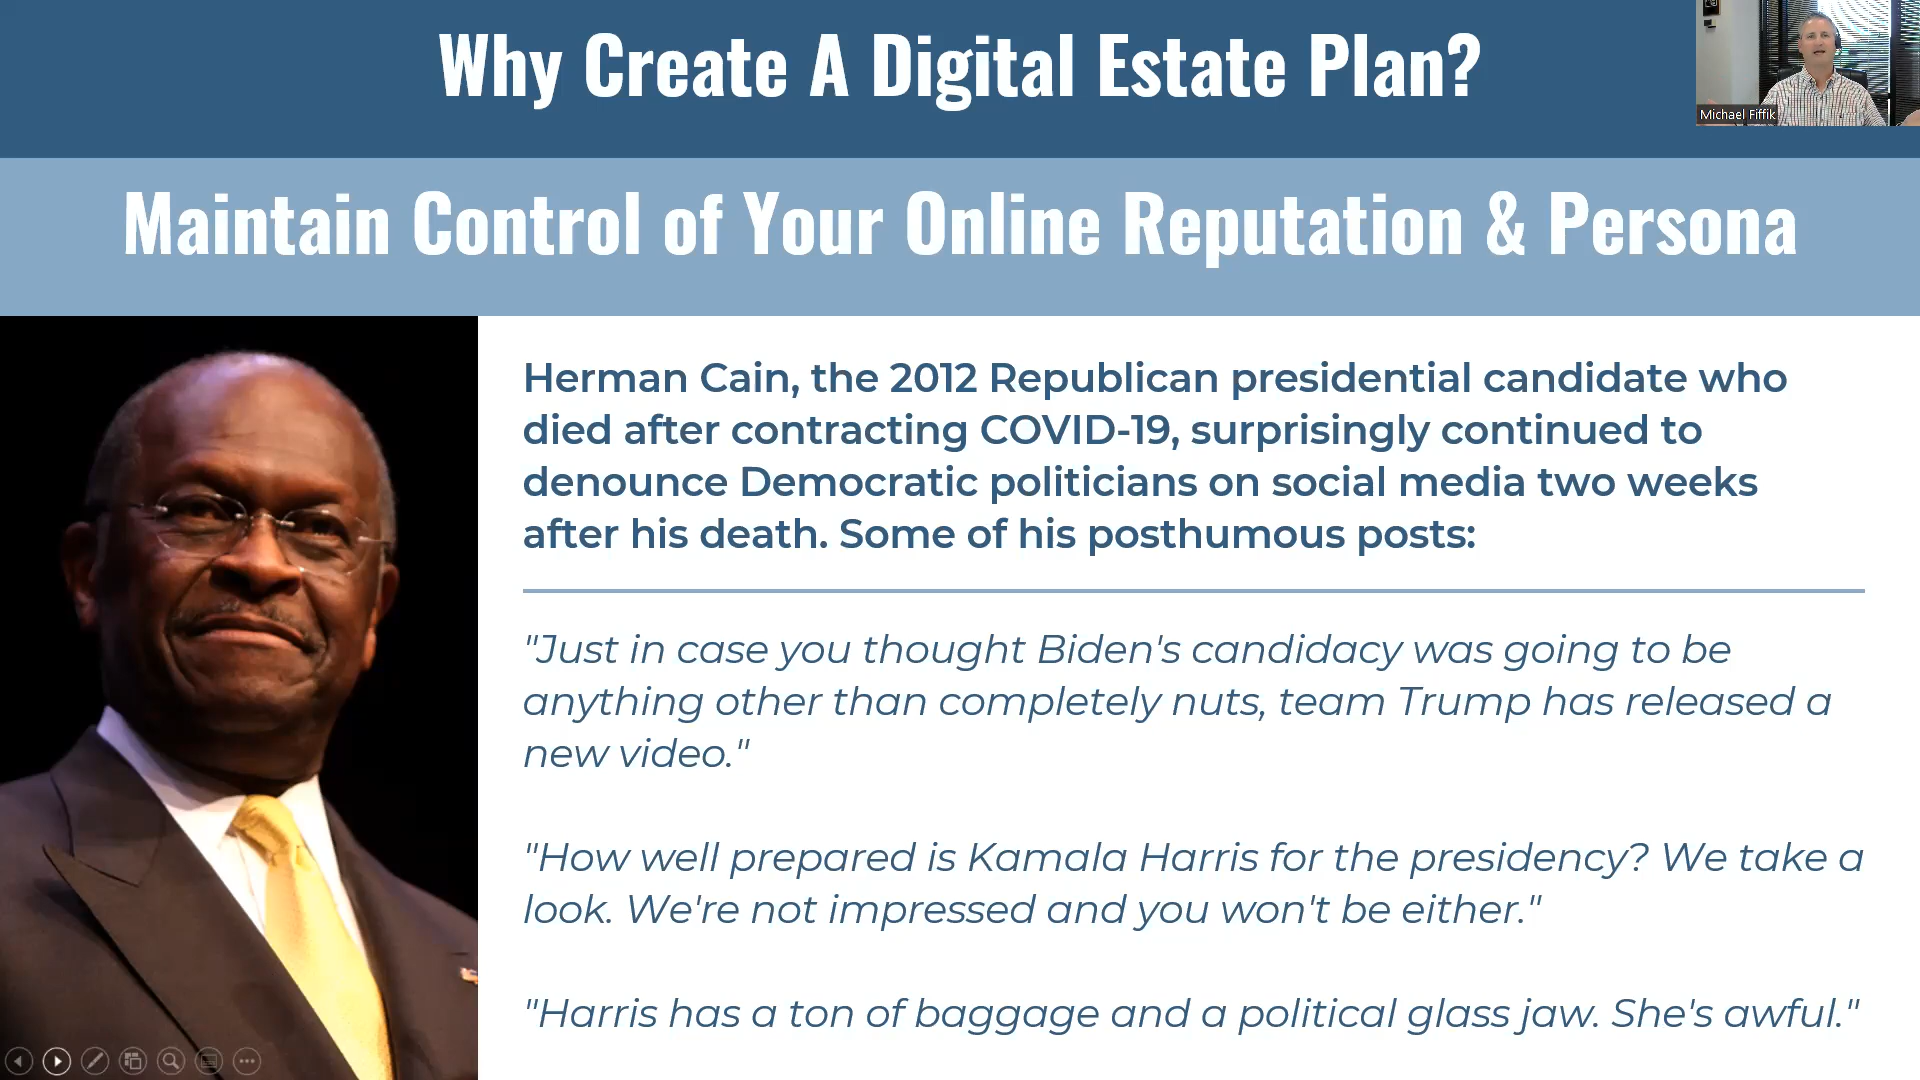 Why Create A Digital Estate Plan?
Michael Fiffik
Maintain Control of Your Online Reputation & Persona
Herman Cain, the 2012 Republican presidential candidate who
died after contracting COVID-19, surprisingly continued to
denounce Democratic politicians on social media two weeks
after his death. Some of his posthumous posts:
"Just in case you thought Biden's candidacy was going to be
anything other than completely nuts, team Trump has released a
new video."
"How well prepared is Kamala Harris for the presidency? We take a
look. We're not impressed and you won't be either."
"Harris has a ton of baggage and a political glass jaw. She's awful."